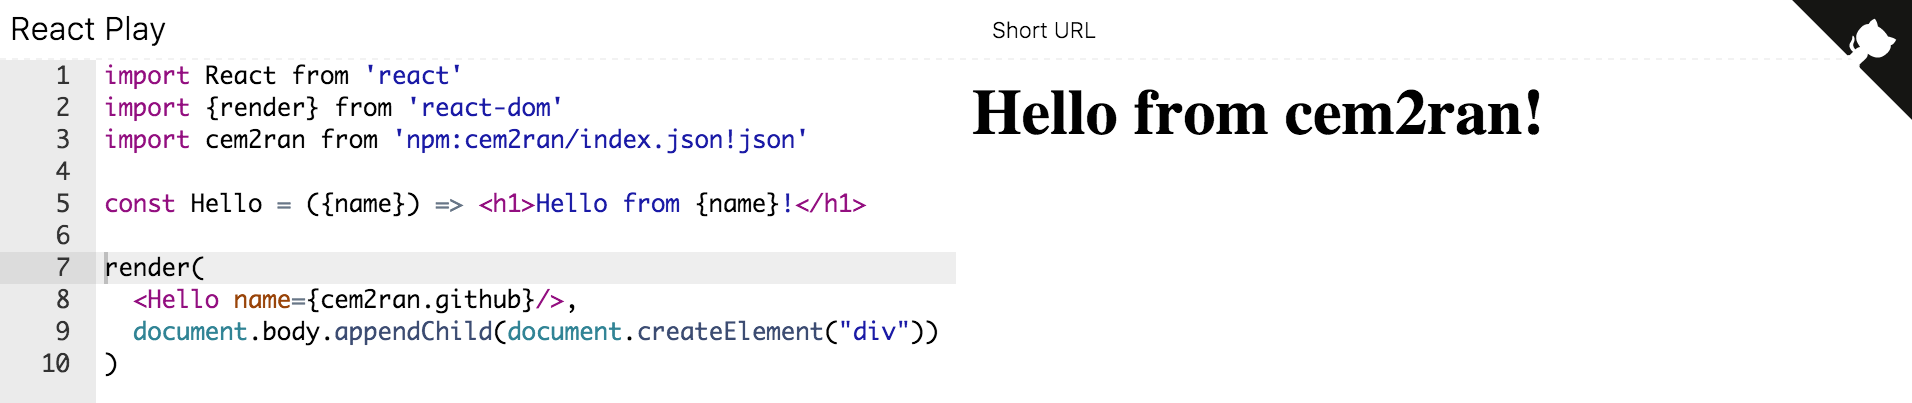 React Play
Short URL
1 import React from 'react'
2 import {render} from 'react-dom'
3 import cem2ran from 'npm:cem2ran/index.json!json'
4
5 const Hello = ({name}) => <h1>Hello from {name}!</h1>
6
7 render(
8   <Hello name={cem2ran.github}/>,
9   document.body.appendChild(document.createElement("div"))
10 )
Hello from cem2ran!